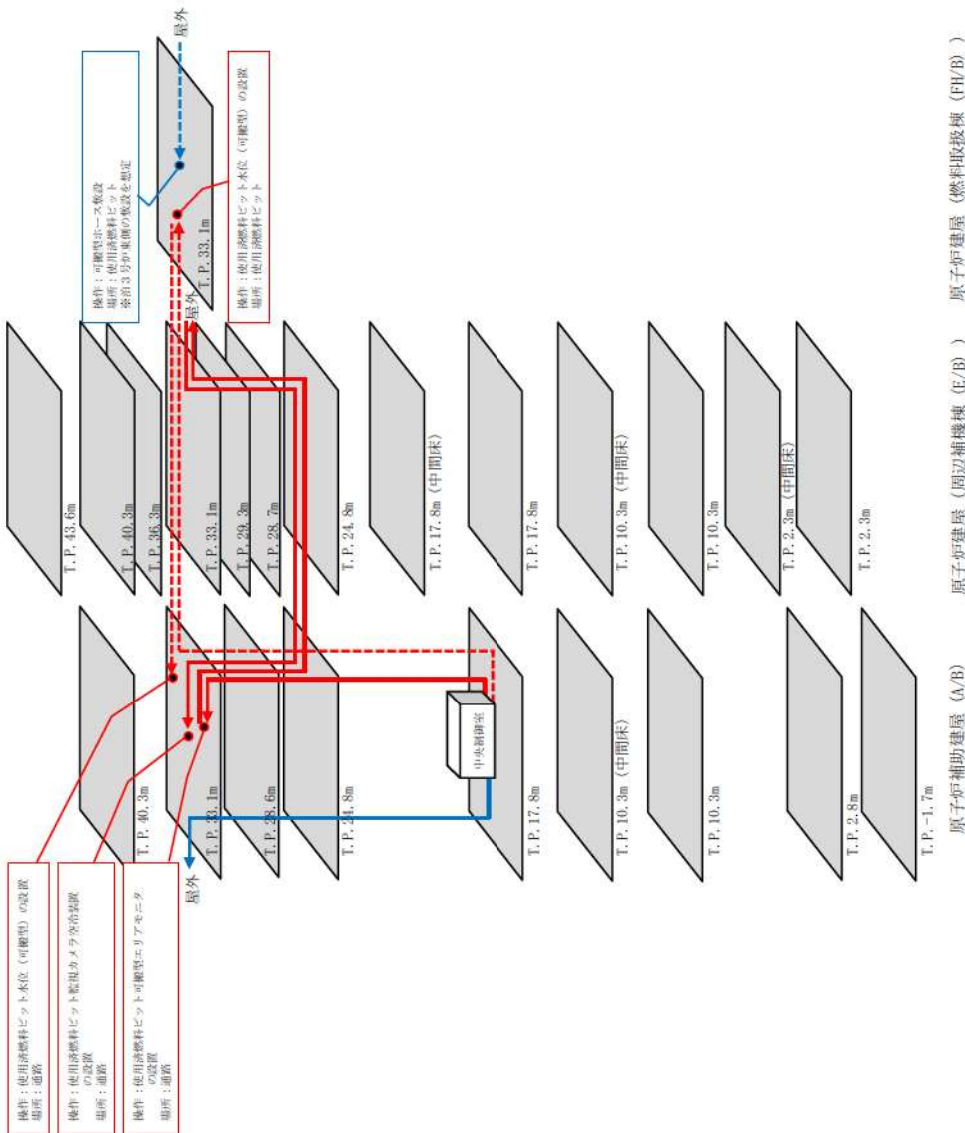 操作：使用済燃料ピット水位（可搬型）の設置
場所：通路
操作：使用済燃料ピット監視カメラ空冷装置
の設置
場所：通路
操作：使用済燃料ピット可搬型エリアモニタ
の設置
場所：通路
T.P. 40.3m
T.P. 33.1m
T.P. 28.6m
T.P. 24.8m
屋外
中央制御室
T.P. 17.8m
T.P. 10.3m (中間床)
T.P. 10.3m
T.P. 2.8m
T.P. -1.7m
原子炉補助建屋 (A/B)
T.P. 43.6m
T.P. 40.3m
T.P. 36.3m
T.P. 33.1m
T.P. 29.3m
T.P. 28.7m
T.P. 24.8m
屋外
T.P. 17.8m (中間床)
T.P. 17.8m
T.P. 10.3m (中間床)
T.P. 10.3m
T.P. 2.3m (中間床)
T.P. 2.3m
原子炉建屋 (周辺補機棟 (E/B) )
操作：可搬型ホース敷設
場所：使用済燃料ピット
※泊3号炉東側の敷設を想定
操作：使用済燃料ピット水位（可搬型）の設置
場所：使用済燃料ピット
屋外
T.P. 33.1m
原子炉建屋 (燃料取扱棟 (FH/B) )